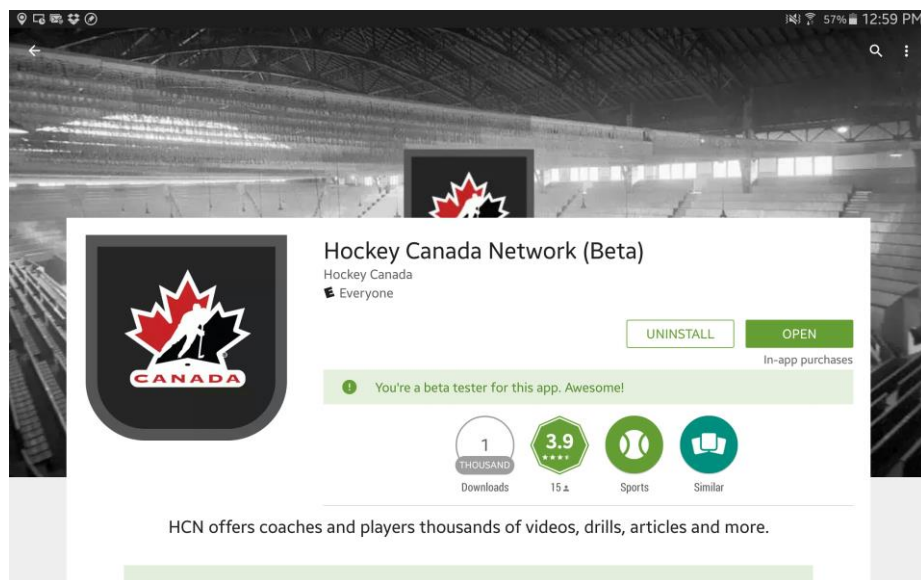 57% 12:59 PM
CANADA
Hockey Canada Network (Beta)
Hockey Canada
E Everyone
UNINSTALL
OPEN
In-app purchases
You're a beta tester for this app. Awesome!
1
THOUSAND
Downloads
3.9
15
Sports
Similar
HCN offers coaches and players thousands of videos, drills, articles and more.